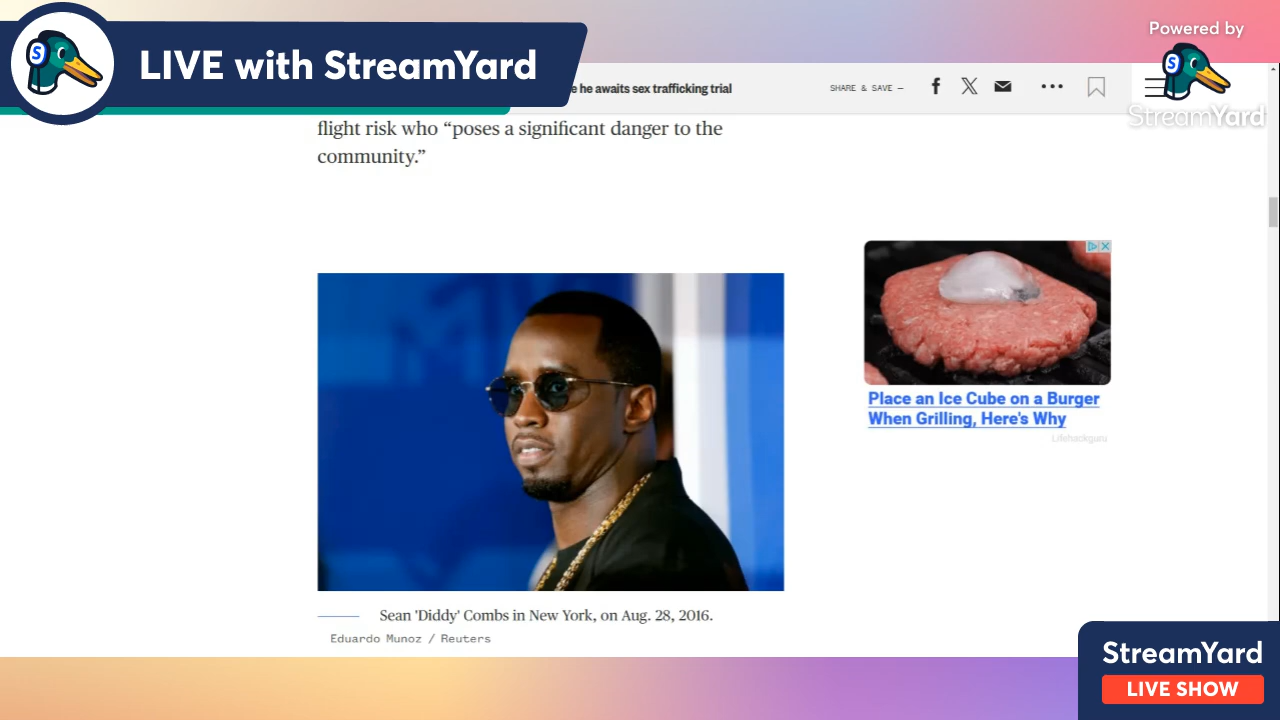 LIVE with StreamYard
Powered by
StreamYard
e he awaits sex trafficking trial
SHARE & SAVE —
flight risk who “poses a significant danger to the
community.”
Place an Ice Cube on a Burger
When Grilling, Here's Why
Lifehackguru
Sean 'Diddy' Combs in New York, on Aug. 28, 2016.
Eduardo Munoz / Reuters
StreamYard
LIVE SHOW